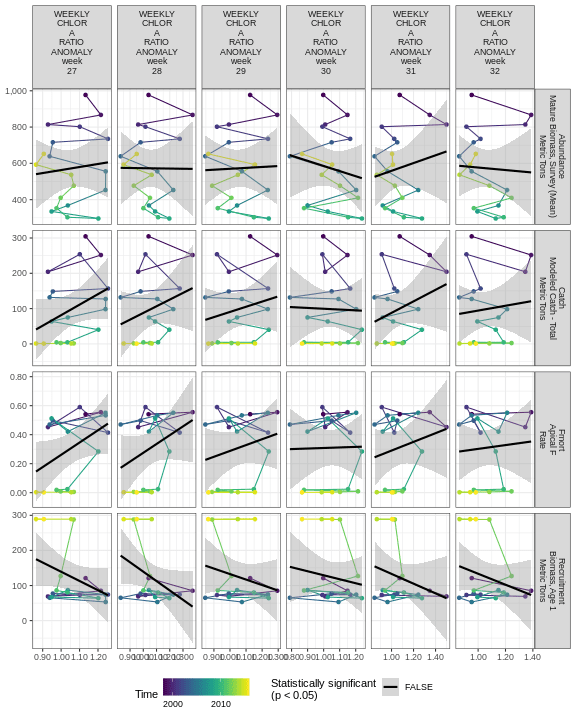 WEEKLY CHLOR A RATIO ANOMALY week 27
WEEKLY CHLOR A RATIO ANOMALY week 28
WEEKLY CHLOR A RATIO ANOMALY week 29
WEEKLY CHLOR A RATIO ANOMALY week 30
WEEKLY CHLOR A RATIO ANOMALY week 31
WEEKLY CHLOR A RATIO ANOMALY week 32
1,000
800
600
400
Abundance
Mature Biomass, Survey (Mean)
Metric Tons
300
200
100
0
Catch
Modeled Catch - Total
Metric Tons
0.80
0.60
0.40
0.20
0.00
Fmort
Apical F
Rate
300
200
100
0
Recruitment
Biomass, Age 1
Metric Tons
0.90 1.00 1.10 1.20
1.00 1.20 1.40
1.00 1.20 1.40
Time
2000 2010
Statistically significant
(p < 0.05)
FALSE